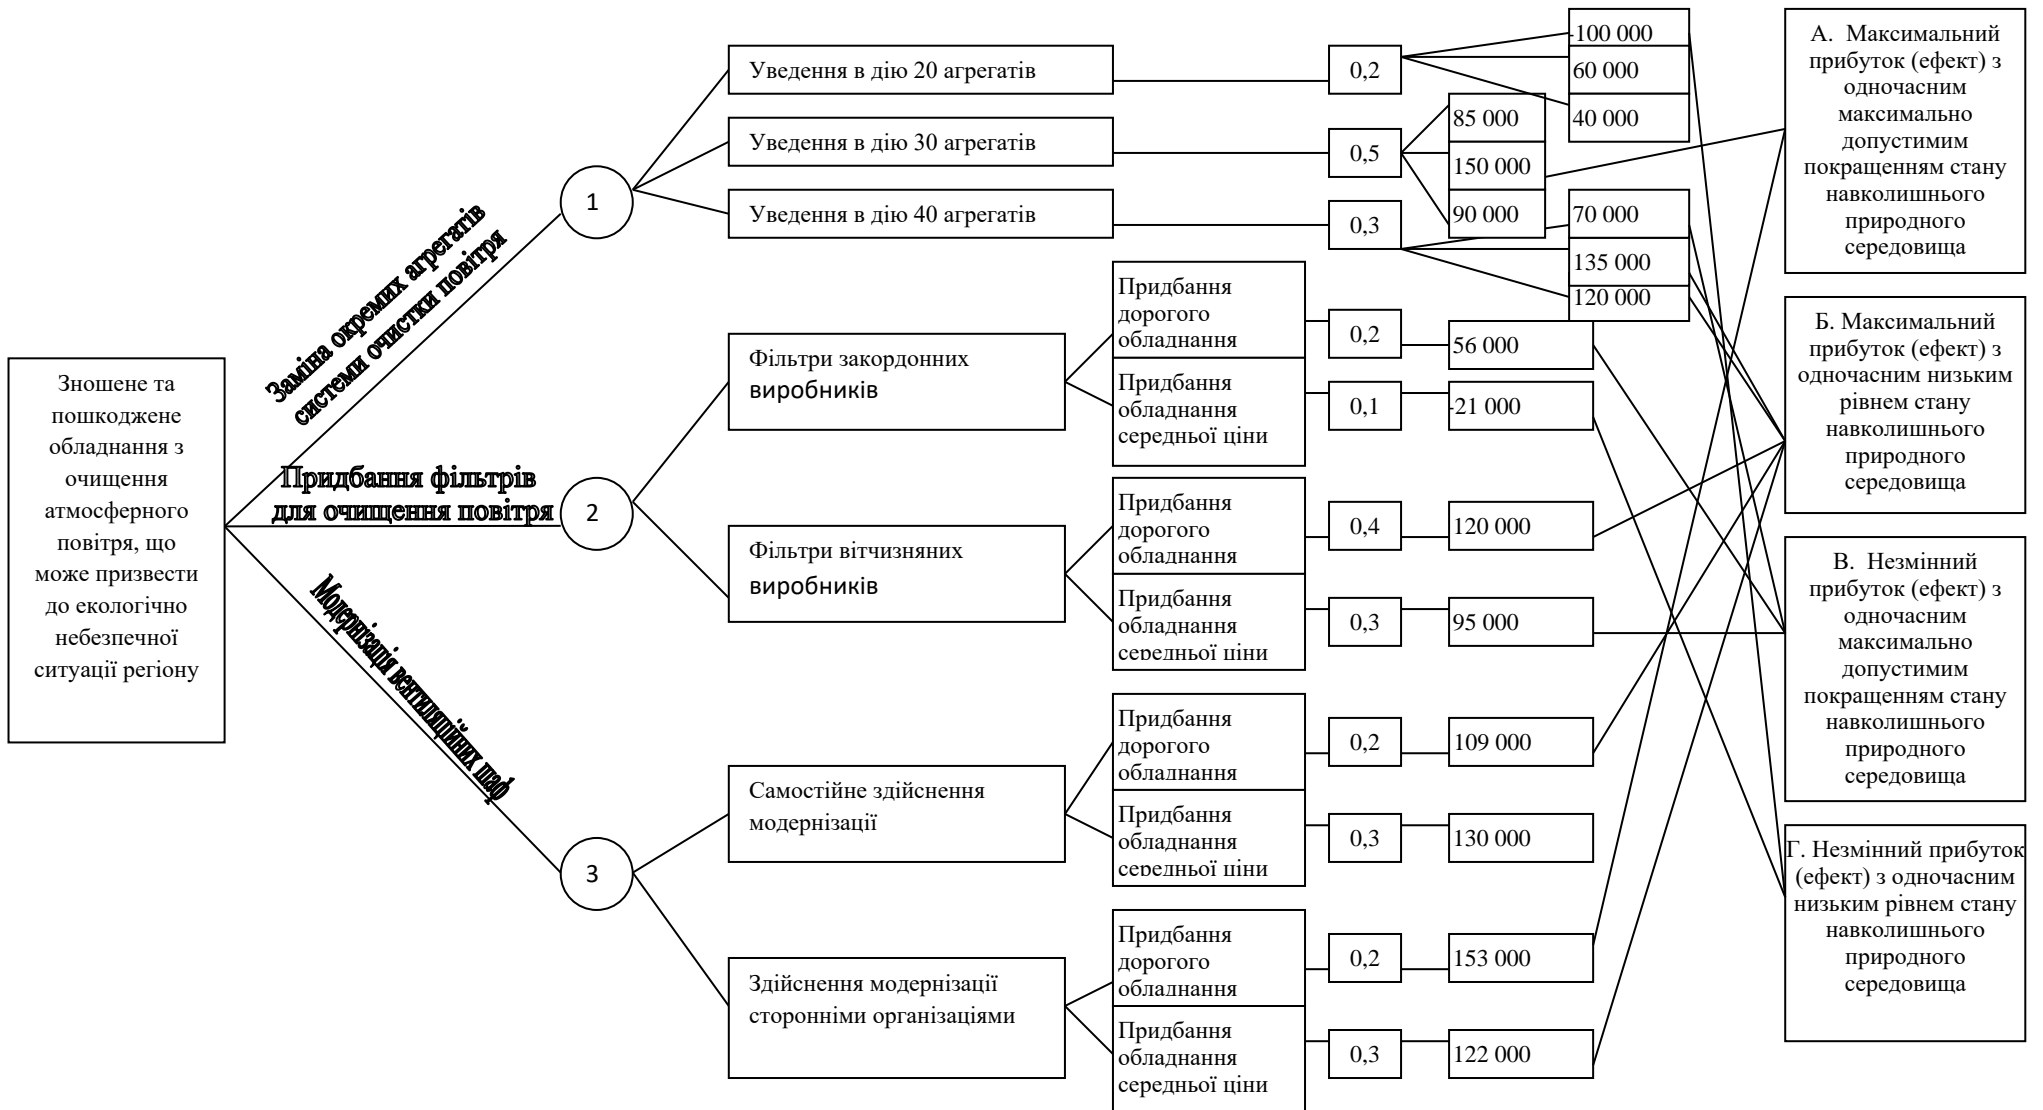 Зношене та
пошкоджене
обладнання з
очищення
атмосферного
повітря, що
може призвести
до екологічно
небезпечної
ситуації регіону
Заміна окремих агрегатів
системи очистки повітря
Придбання фільтрів
для очищення повітря
Модернізація вентиляційних шаф
1
2
3
Уведення в дію 20 агрегатів
Уведення в дію 30 агрегатів
Уведення в дію 40 агрегатів
0,2
0,5
0,3
-100 000
60 000
40 000
85 000
150 000
90 000
70 000
135 000
120 000
Фільтри закордонних
виробників
Придбання
дорогого
обладнання
Придбання
обладнання
середньої ціни
0,2
0,1
56 000
-21 000
Фільтри вітчизняних
виробників
Придбання
дорогого
обладнання
Придбання
обладнання
середньої ціни
0,4
0,3
120 000
95 000
Самостійне здійснення
модернізації
Придбання
дорогого
обладнання
Придбання
обладнання
середньої ціни
0,2
0,3
109 000
130 000
Здійснення модернізації
сторонніми організаціями
Придбання
дорогого
обладнання
Придбання
обладнання
середньої ціни
0,2
0,3
153 000
122 000
А. Максимальний
прибуток (ефект) з
одночасним
максимально
допустимим
покращенням стану
навколишнього
природного
середовища
Б. Максимальний
прибуток (ефект) з
одночасним низьким
рівнем стану
навколишнього
природного
середовища
В. Незмінний
прибуток (ефект) з
одночасним
максимально
допустимим
покращенням стану
навколишнього
природного
середовища
Г. Незмінний прибуток
(ефект) з одночасним
низьким рівнем стану
навколишнього
природного
середовища